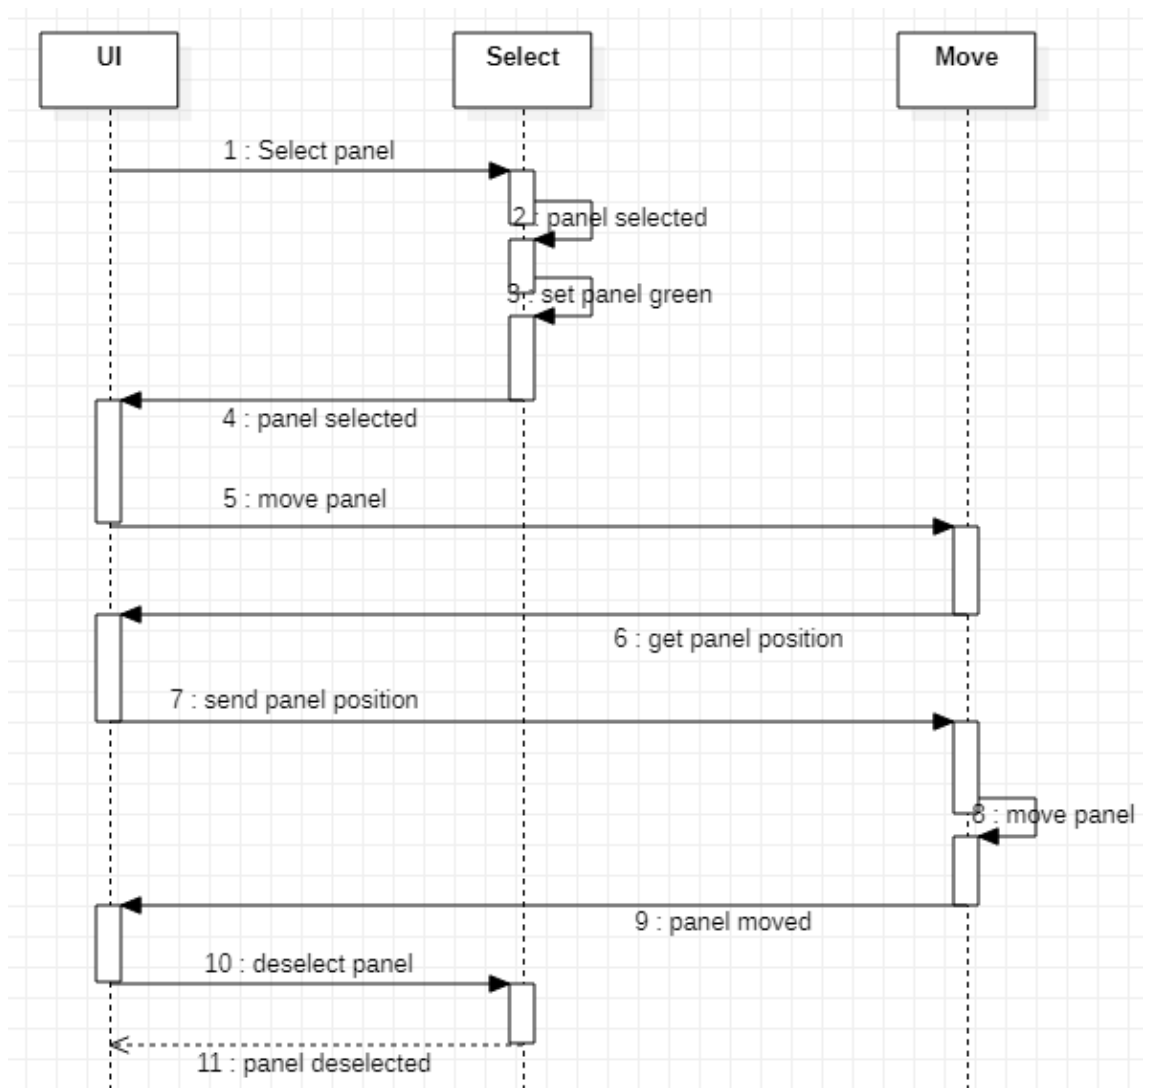 UI
Select
Move
1 : Select panel
2 : panel selected
3 : set panel green
4 : panel selected
5 : move panel
6 : get panel position
7 : send panel position
8 : move panel
9 : panel moved
10 : deselect panel
11 : panel deselected